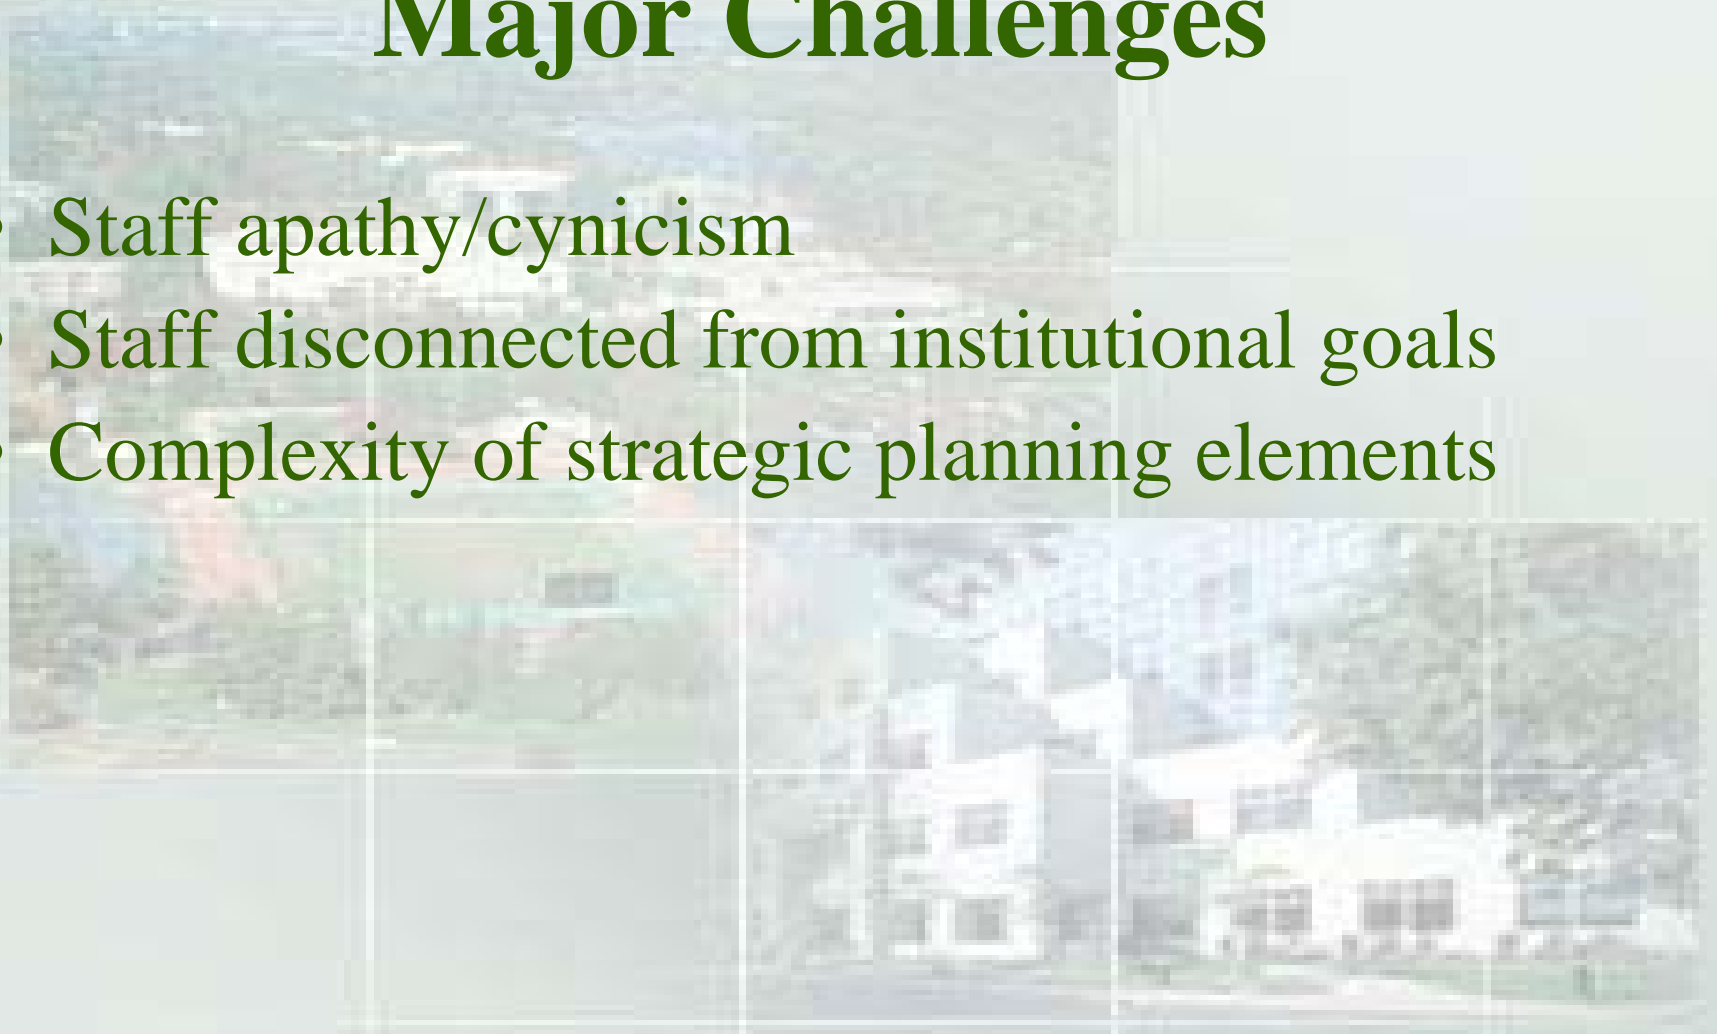 Major Challenges
• Staff apathy/cynicism
• Staff disconnected from institutional goals
• Complexity of strategic planning elements